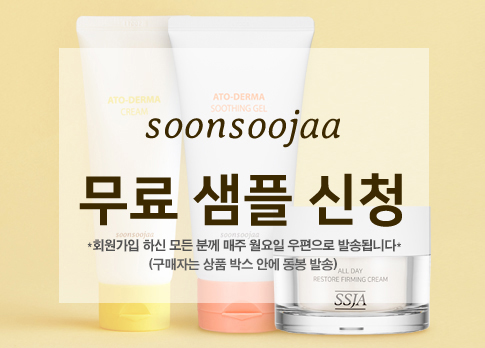 ATO-DERMA
CREAM
ATO-DERMA
SOOTHING GEL
soonsoojaa
무료 샘플 신청
*회원가입 하신 모든 분께 매주 월요일 우편으로 발송됩니다*
(구매자는 상품 박스 안에 동봉 발송)
soonsoojaa
soonsoojaa
ALL DAY
RESTORE FIRMING CREAM
SSJA